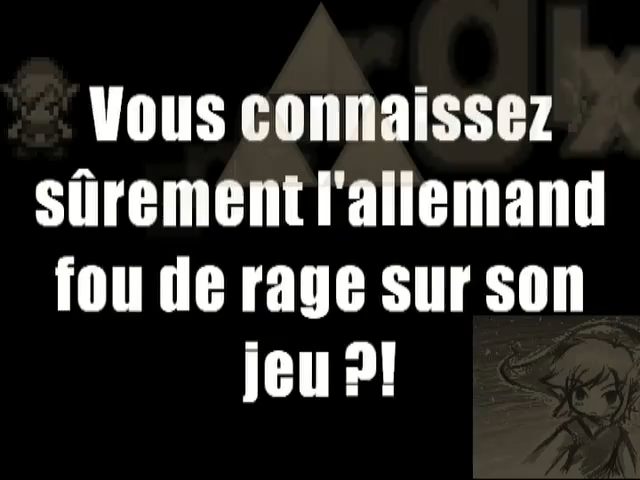 Vous connaissez
sûrement l'allemand
fou de rage sur son
jeu ?!